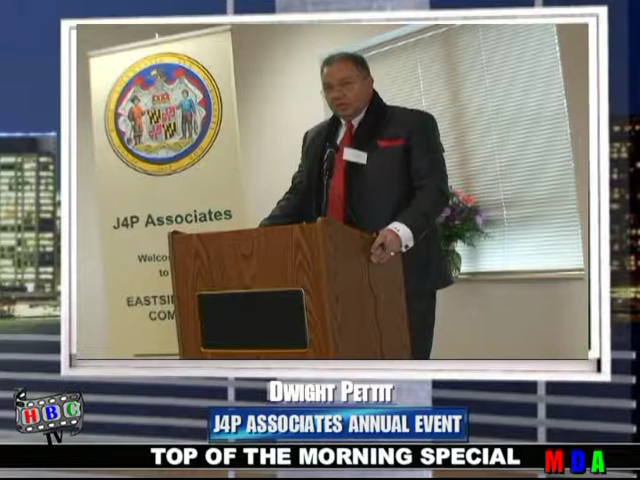 J4P Associates
Welco
to
EASTSI
COM
DWIGHT PETTIT
J4P ASSOCIATES ANNUAL EVENT
HBC
TV
TOP OF THE MORNING SPECIAL
M.D.A